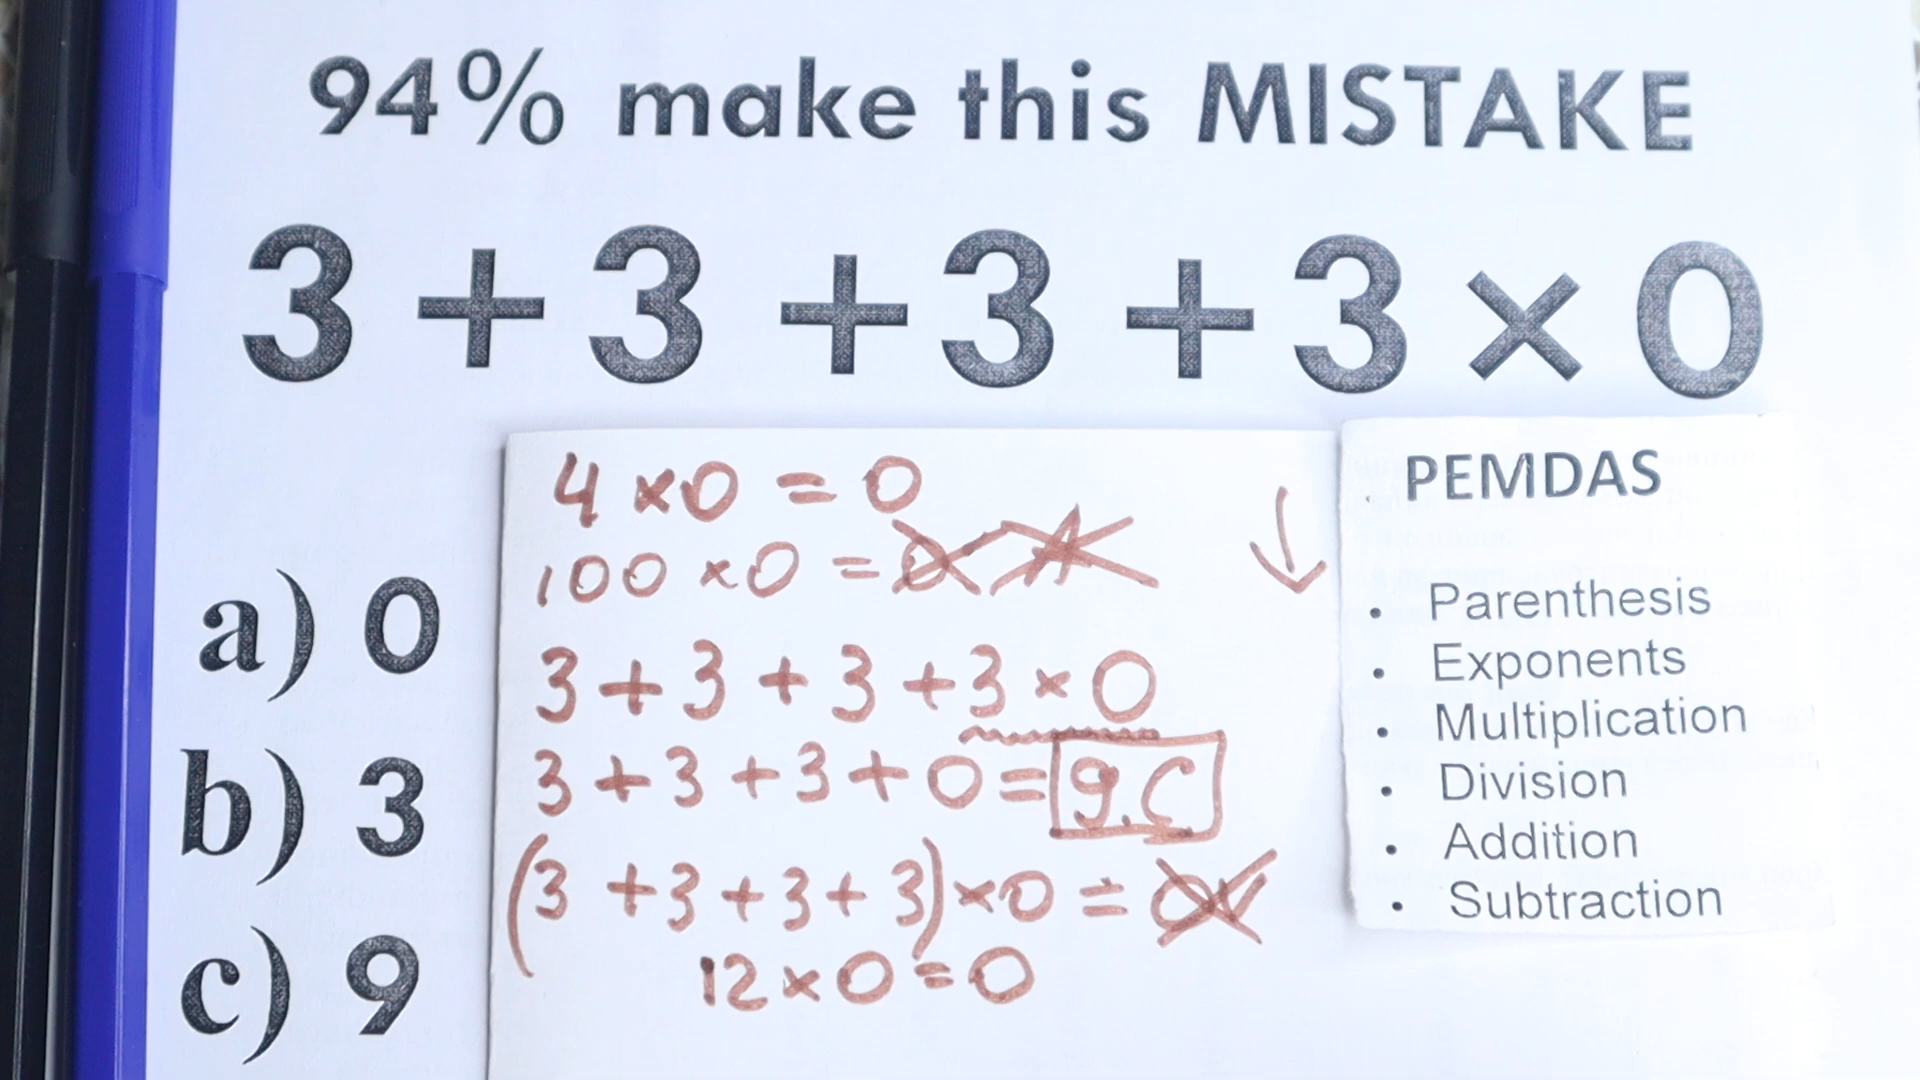 94% make this MISTAKE
3 + 3 + 3 + 3 × 0
a) 0
b) 3
c) 9
4 × 0 = 0
100 × 0 = 0
3 + 3 + 3 + 3 × 0
3 + 3 + 3 + 0 = 9. C
(3 + 3 + 3 + 3) × 0 = 0
12 × 0 = 0
PEMDAS
• Parenthesis
• Exponents
• Multiplication
• Division
• Addition
• Subtraction